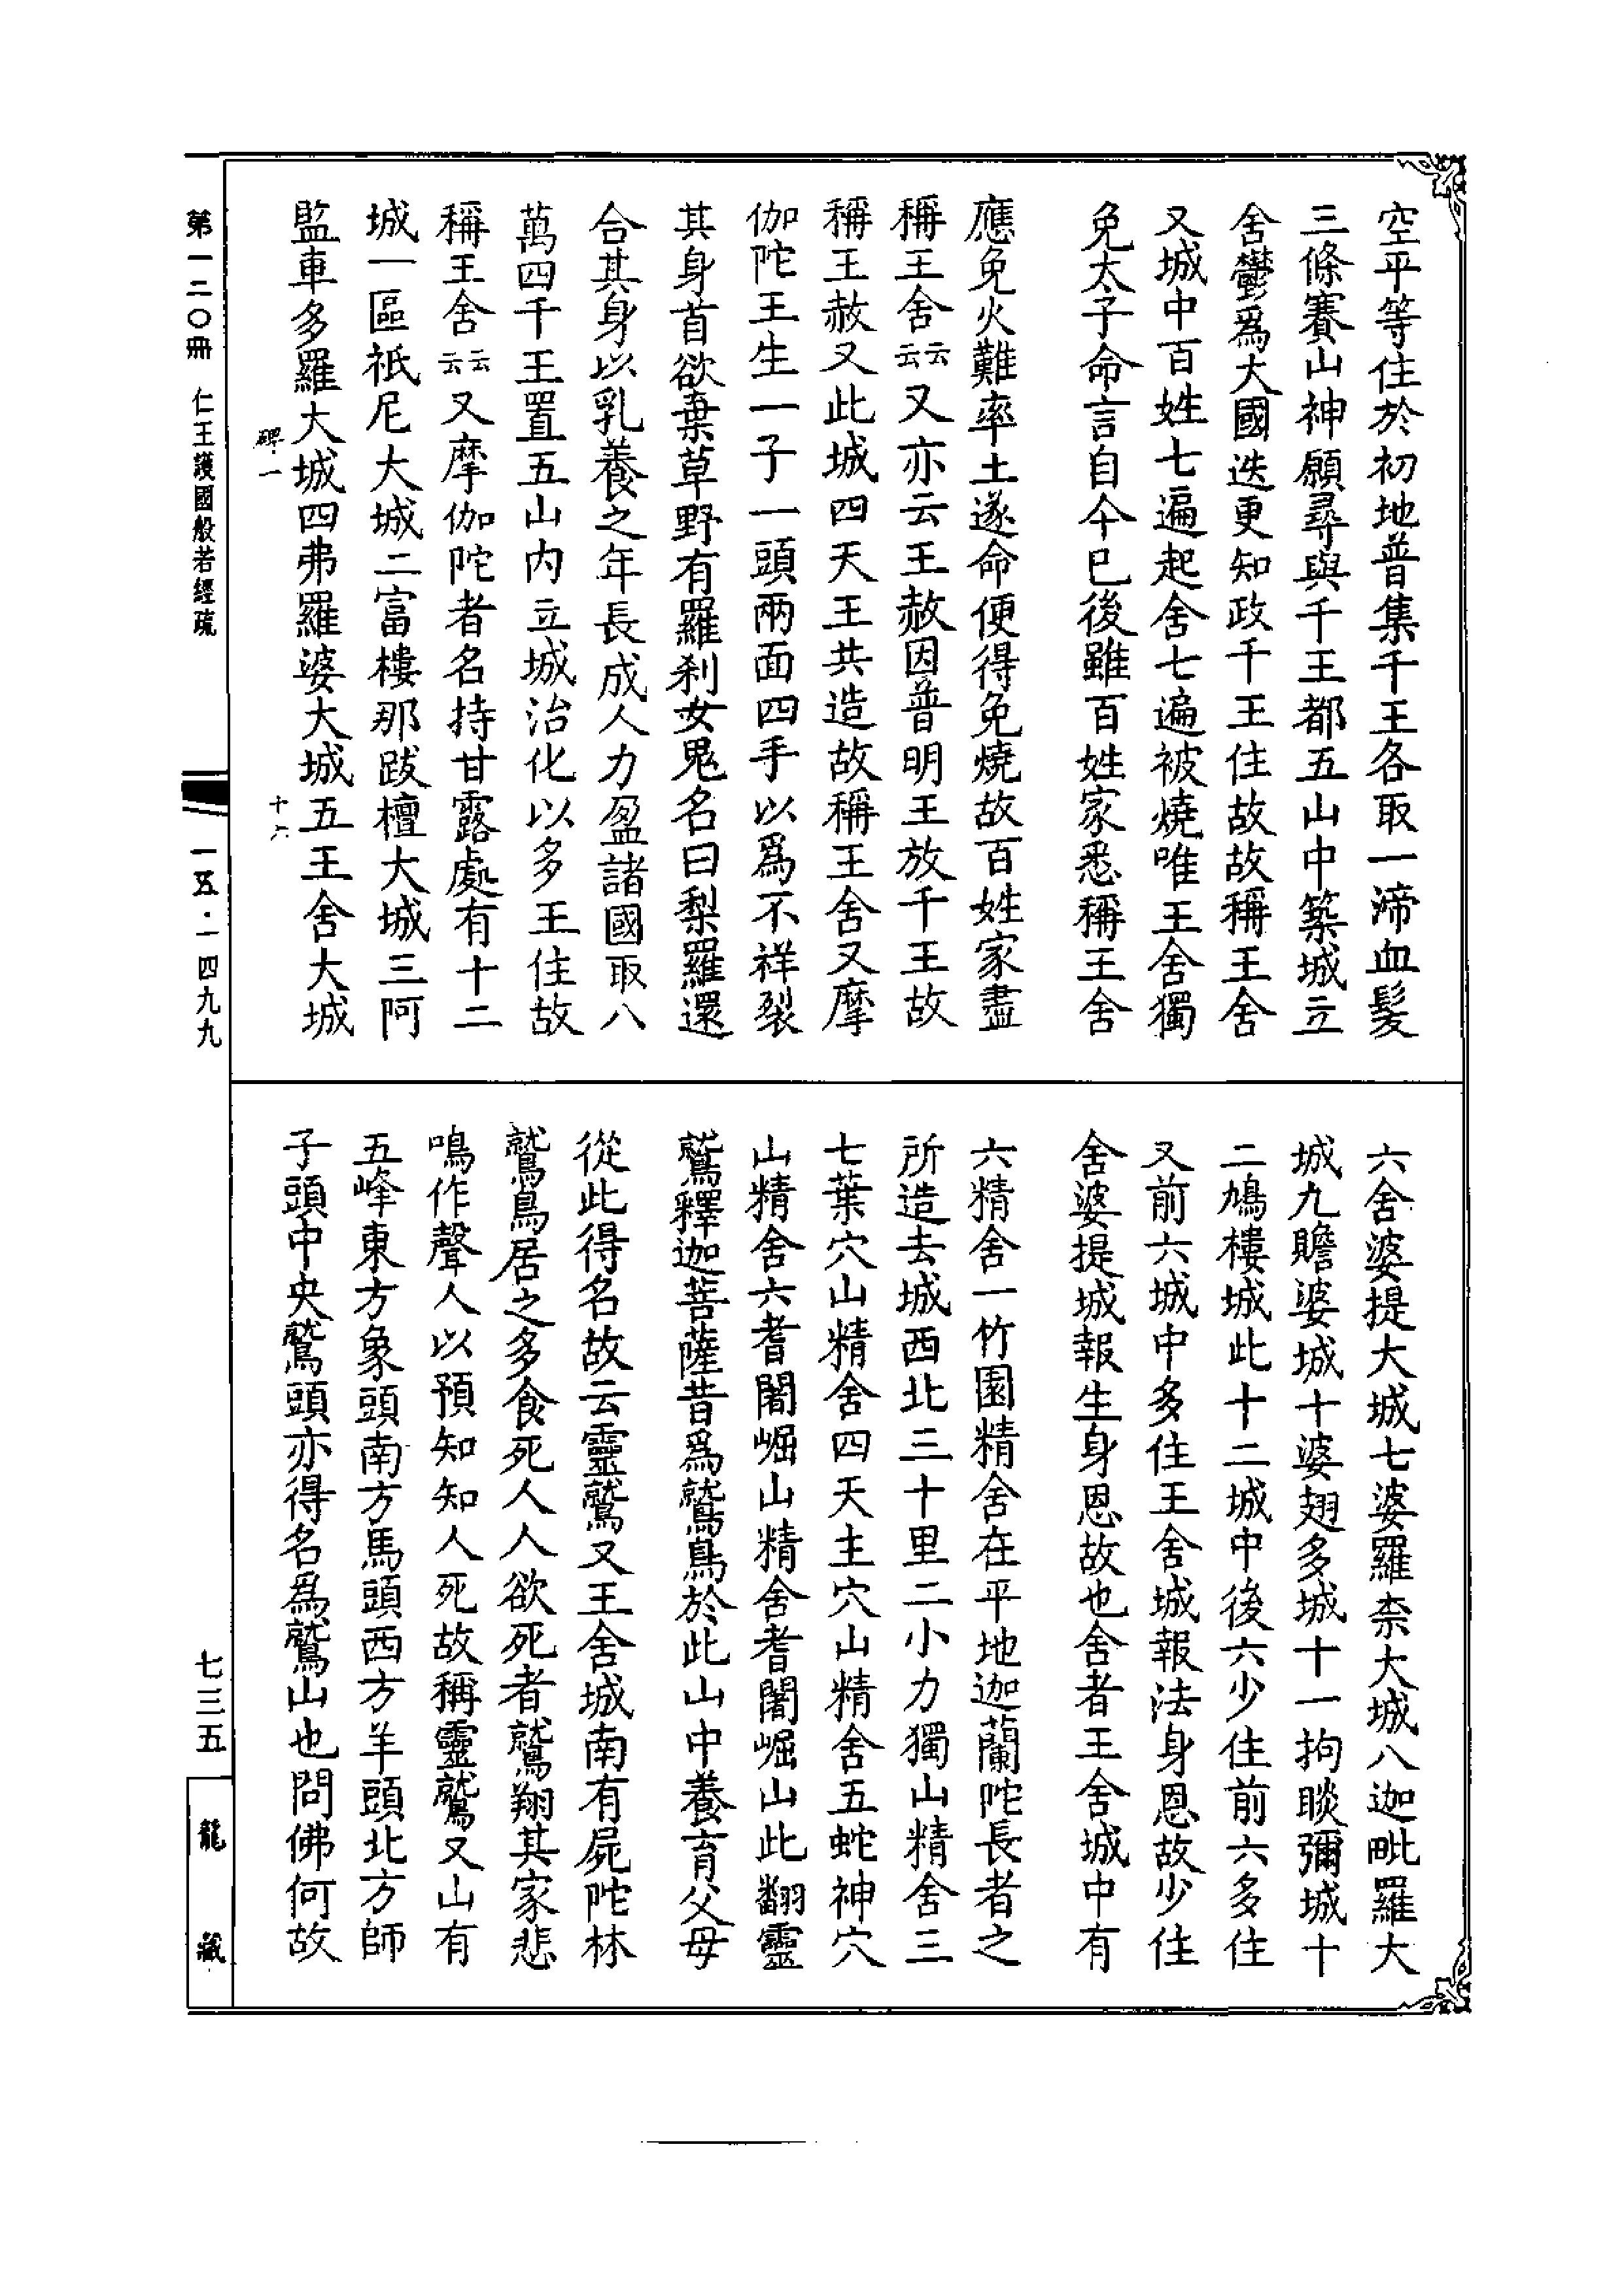 空平等住於初地普集千王各取一渧血髮
三條賽山神願尋與千王都五山中築城立
舍鬱爲大國迭更知政千王住故故稱王舍
又城中百姓七遍起舍七遍被燒唯王舍獨
免太子命言自今已後雖百姓家悉稱王舍
應免火難率土遂命便得免燒故百姓家盡
稱王舍云云又亦云王赦因普明王放千王故
稱王赦又此城四天王共造故稱王舍又摩
伽陀王生一子一頭兩面四手以爲不祥裂
其身首欲棄草野有羅刹女鬼名曰梨羅還
合其身以乳養之年長成人力盈諸國取八
萬四千王置五山內立城治化以多王住故
稱王舍云云又摩伽陀者名持甘露處有十二
城一區祇尼大城二富樓那跋檀大城三阿
監車多羅大城四弗羅婆大城五王舍大城
六舍婆提大城七婆羅柰大城八迦毗羅大
城九贍婆城十婆翅多城十一拘睒彌城十
二鳩樓城此十二城中後六少住前六多住
又前六城中多住王舍城報法身恩故少住
舍婆提城報生身恩故也舍者王舍城中有
六精舍一竹園精舍在平地迦蘭陀長者之
所造去城西北三十里二小力獨山精舍三
七葉穴山精舍四天主穴山精舍五蛇神穴
山精舍六耆闍崛山精舍耆闍崛山此翻靈
鷲釋迦菩薩昔爲鷲鳥於此山中養育父母
從此得名故云靈鷲又王舍城南有屍陀林
鷲鳥居之多食死人人欲死者鷲翔其家悲
鳴作聲人以預知知人死故稱靈鷲又山有
五峰東方象頭南方馬頭西方羊頭北方師
子頭中央鷲頭亦得名爲鷲山也問佛何故
碑一
十六
第一二〇冊 仁王護國般若經疏
一五·一四九九
七三五
龍藏